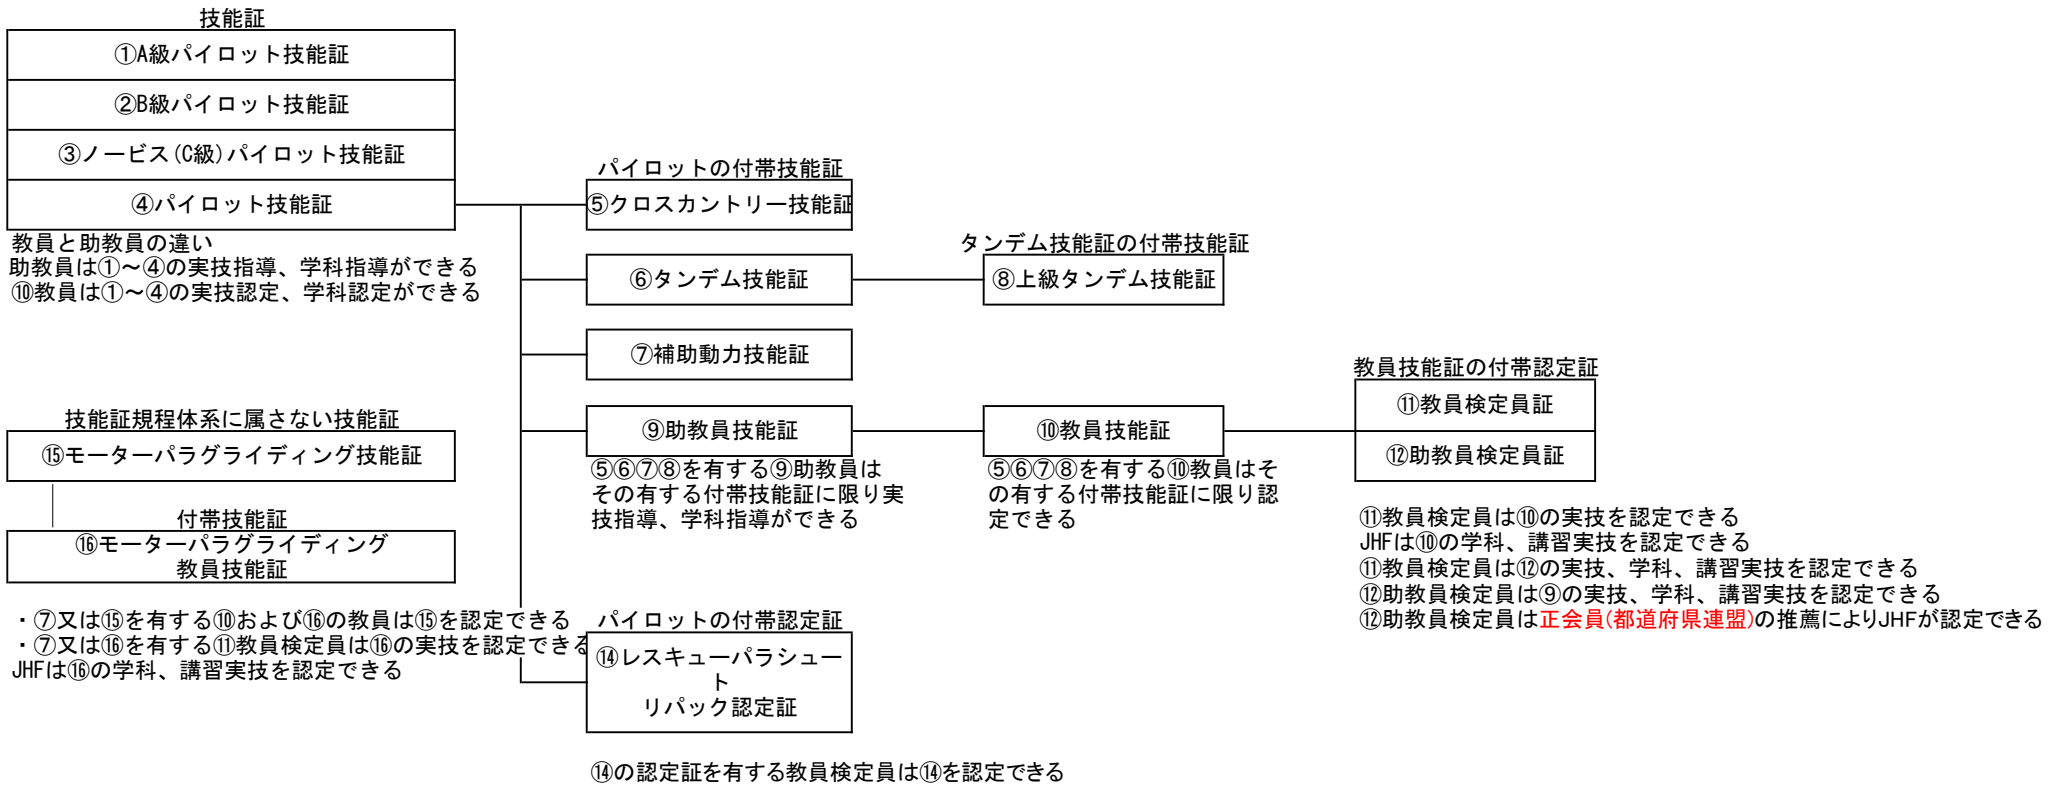 技能証
①A級パイロット技能証
②B級パイロット技能証
③ノービス(C級)パイロット技能証
④パイロット技能証
教員と助教員の違い
助教員は①～④の実技指導、学科指導ができる
⑩教員は①～④の実技認定、学科認定ができる
パイロットの付帯技能証
⑤クロスカントリー技能証
⑥タンデム技能証
タンデム技能証の付帯技能証
⑧上級タンデム技能証
⑦補助動力技能証
⑨助教員技能証
⑤⑥⑦⑧を有する⑨助教員は
その有する付帯技能証に限り実
技指導、学科指導ができる
⑩教員技能証
⑤⑥⑦⑧を有する⑩教員はそ
の有する付帯技能証に限り認
定できる
教員技能証の付帯認定証
⑪教員検定員証
⑫助教員検定員証
⑪教員検定員は⑩の実技を認定できる
JHFは⑩の学科、講習実技を認定できる
⑪教員検定員は⑫の実技、学科、講習実技を認定できる
⑫助教員検定員は⑨の実技、学科、講習実技を認定できる
⑫助教員検定員は正会員(都道府県連盟)の推薦によりJHFが認定できる
技能証規程体系に属さない技能証
⑮モーターパラグライディング技能証
付帯技能証
⑯モーターパラグライディング
教員技能証
・⑦又は⑮を有する⑩および⑯の教員は⑮を認定できる
・⑦又は⑯を有する⑪教員検定員は⑯の実技を認定できる
JHFは⑯の学科、講習実技を認定できる
パイロットの付帯認定証
⑭レスキューパラシュー
ト
リパック認定証
⑭の認定証を有する教員検定員は⑭を認定できる